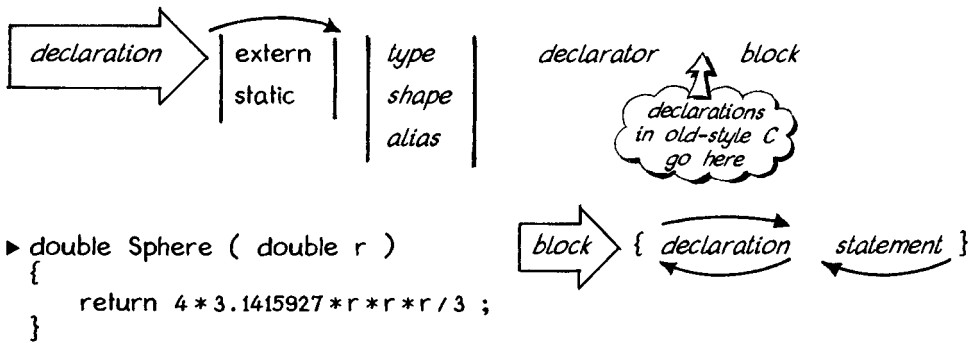 declaration extern type declarator block
static shape
alias
declarations
in old-style C
go here
▶ double Sphere ( double r )
{
return 4*3.1415927*r*r*r/3 ;
}
block { declaration statement }